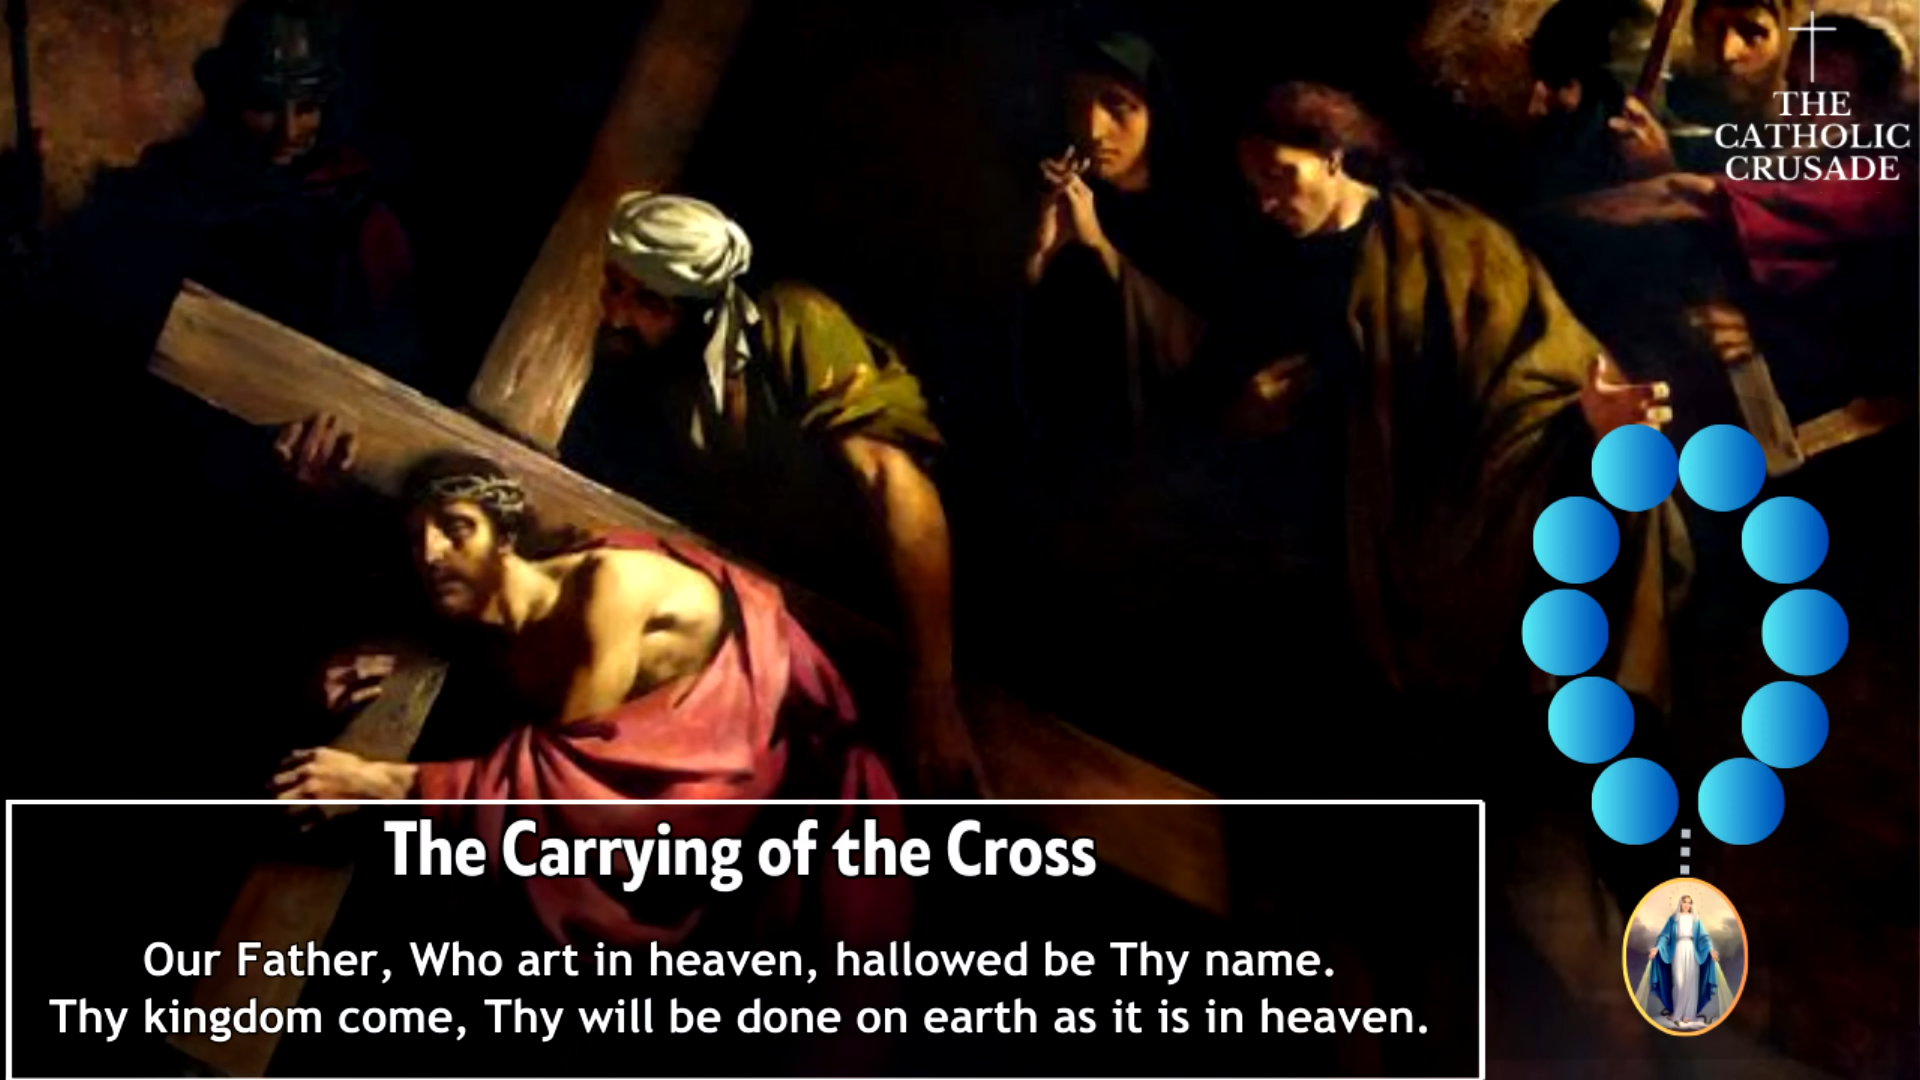 THE
CATHOLIC
CRUSADE
The Carrying of the Cross
Our Father, Who art in heaven, hallowed be Thy name.
Thy kingdom come, Thy will be done on earth as it is in heaven.